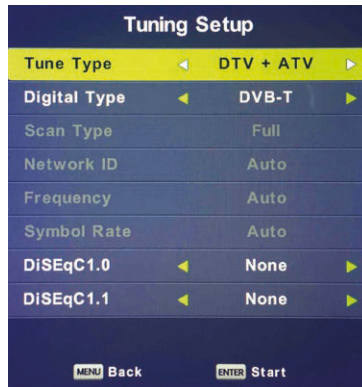 Tuning Setup
Tune Type DTV + ATV
Digital Type DVB-T
Scan Type Full
Network ID Auto
Frequency Auto
Symbol Rate Auto
DiSEqC1.0 None
DiSEqC1.1 None
MENU Back ENTER Start